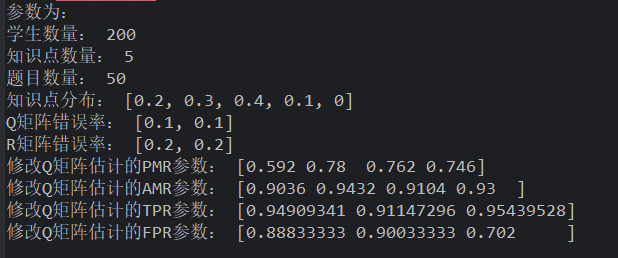 参数为:
学生数量: 200
知识点数量: 5
题目数量: 50
知识点分布: [0.2, 0.3, 0.4, 0.1, 0]
Q矩阵错误率: [0.1, 0.1]
R矩阵错误率: [0.2, 0.2]
修改Q矩阵估计的PMR参数: [0.592 0.78  0.762 0.746]
修改Q矩阵估计的AMR参数: [0.9036 0.9432 0.9104 0.93  ]
修改Q矩阵估计的TPR参数: [0.94909341 0.91147296 0.95439528]
修改Q矩阵估计的FPR参数: [0.88833333 0.90033333 0.702     ]